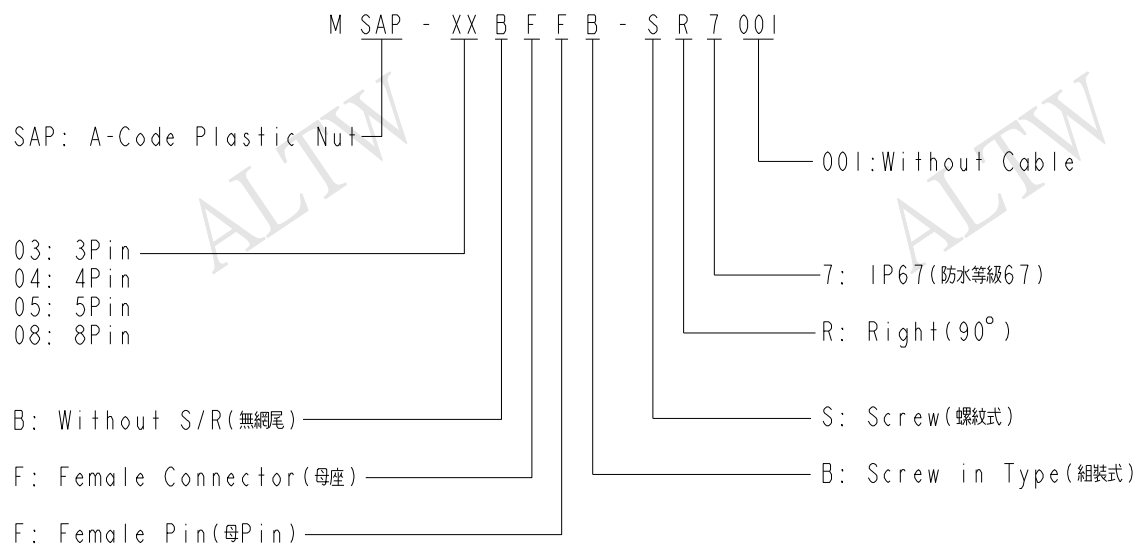 M SAP - XX B F F B - S R 7 001
SAP: A-Code Plastic Nut
001:Without Cable
03: 3Pin
04: 4Pin
05: 5Pin
08: 8Pin
7: IP67(防水等級67)
R: Right(90°)
B: Without S/R(無網尾)
S: Screw(螺紋式)
F: Female Connector(母座)
B: Screw in Type(組裝式)
F: Female Pin(母Pin)
ALTW
ALTW